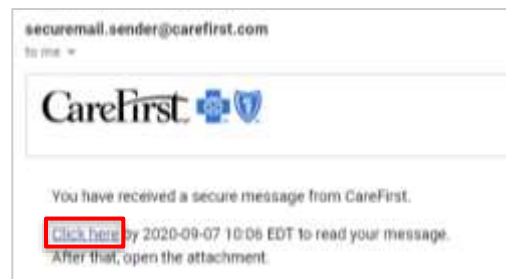 securemail.sender@carefirst.com
to me
CareFirst
You have received a secure message from CareFirst.
Click here by 2020-09-07 10:06 EDT to read your message.
After that, open the attachment.